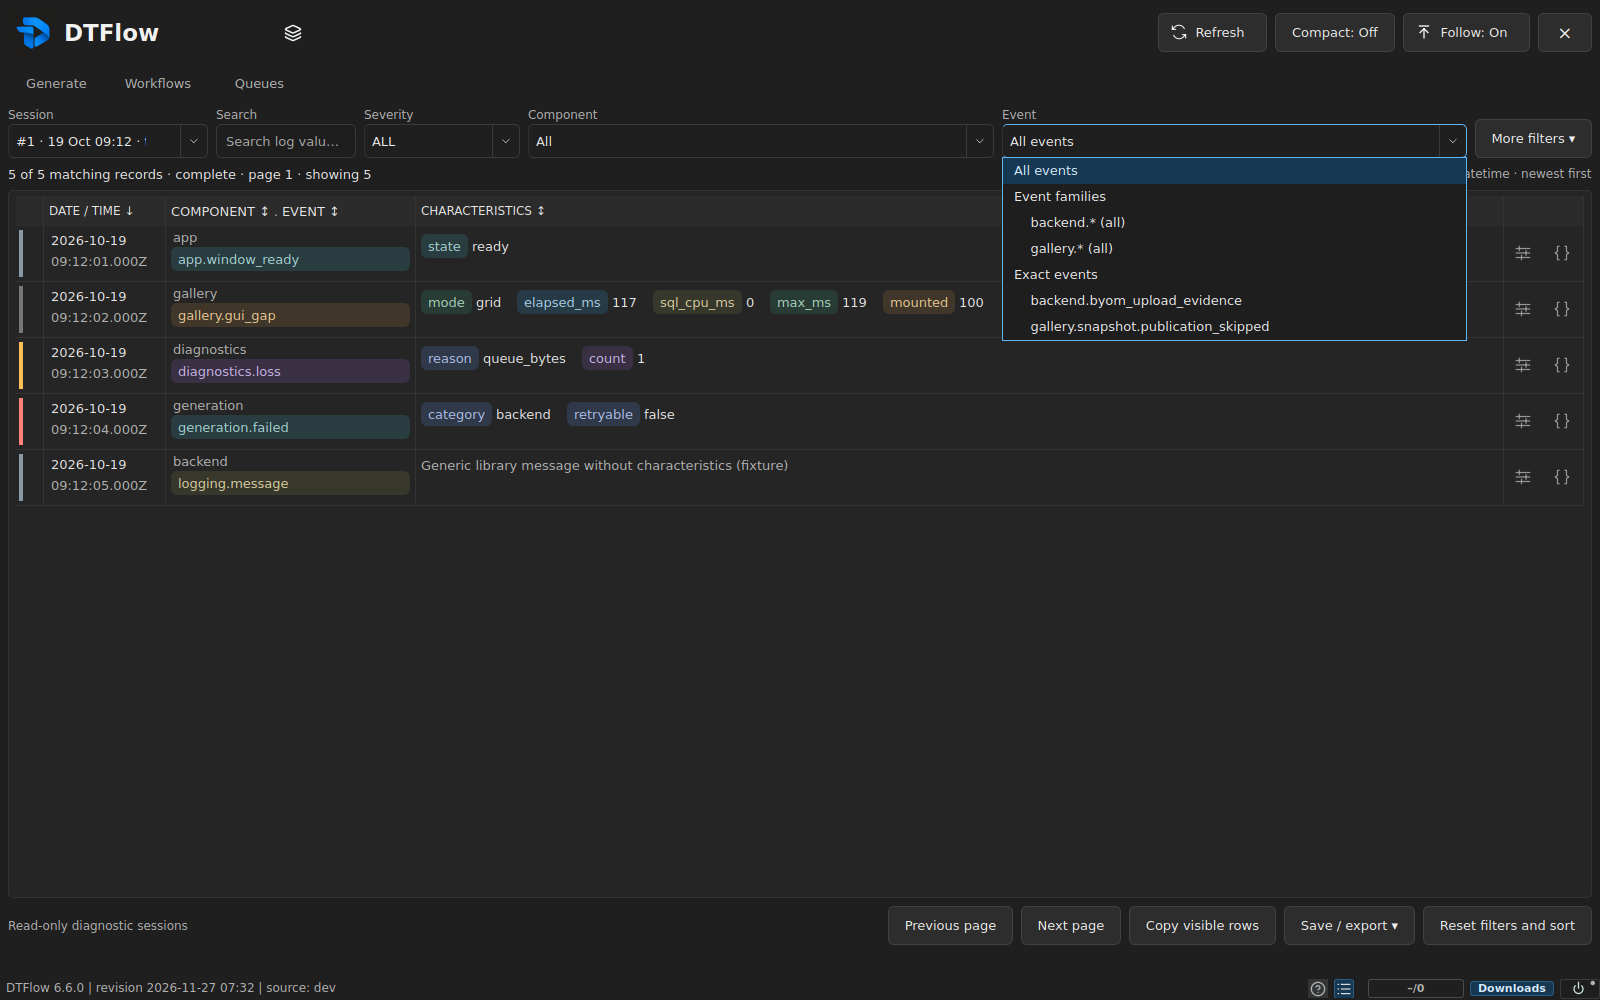 DTFlow
Refresh
Compact: Off
Follow: On
Generate
Workflows
Queues
Session
Search
Severity
Component
Event
#1 · 19 Oct 09:12 ·
Search log valu...
ALL
All
All events
More filters ▾
5 of 5 matching records · complete · page 1 · showing 5
· newest first
All events
Event families
backend.* (all)
gallery.* (all)
Exact events
backend.byom_upload_evidence
gallery.snapshot.publication_skipped
DATE / TIME ↓
COMPONENT ↕ . EVENT ↕
CHARACTERISTICS ↕
2026-10-19
09:12:01.000Z
app
app.window_ready
state ready
{}
2026-10-19
09:12:02.000Z
gallery
gallery.gui_gap
mode grid elapsed_ms 117 sql_cpu_ms 0 max_ms 119 mounted 100
{}
2026-10-19
09:12:03.000Z
diagnostics
diagnostics.loss
reason queue_bytes count 1
{}
2026-10-19
09:12:04.000Z
generation
generation.failed
category backend retryable false
{}
2026-10-19
09:12:05.000Z
backend
logging.message
Generic library message without characteristics (fixture)
{}
Read-only diagnostic sessions
Previous page
Next page
Copy visible rows
Save / export ▾
Reset filters and sort
DTFlow 6.6.0 | revision 2026-11-27 07:32 | source: dev
-/0
Downloads